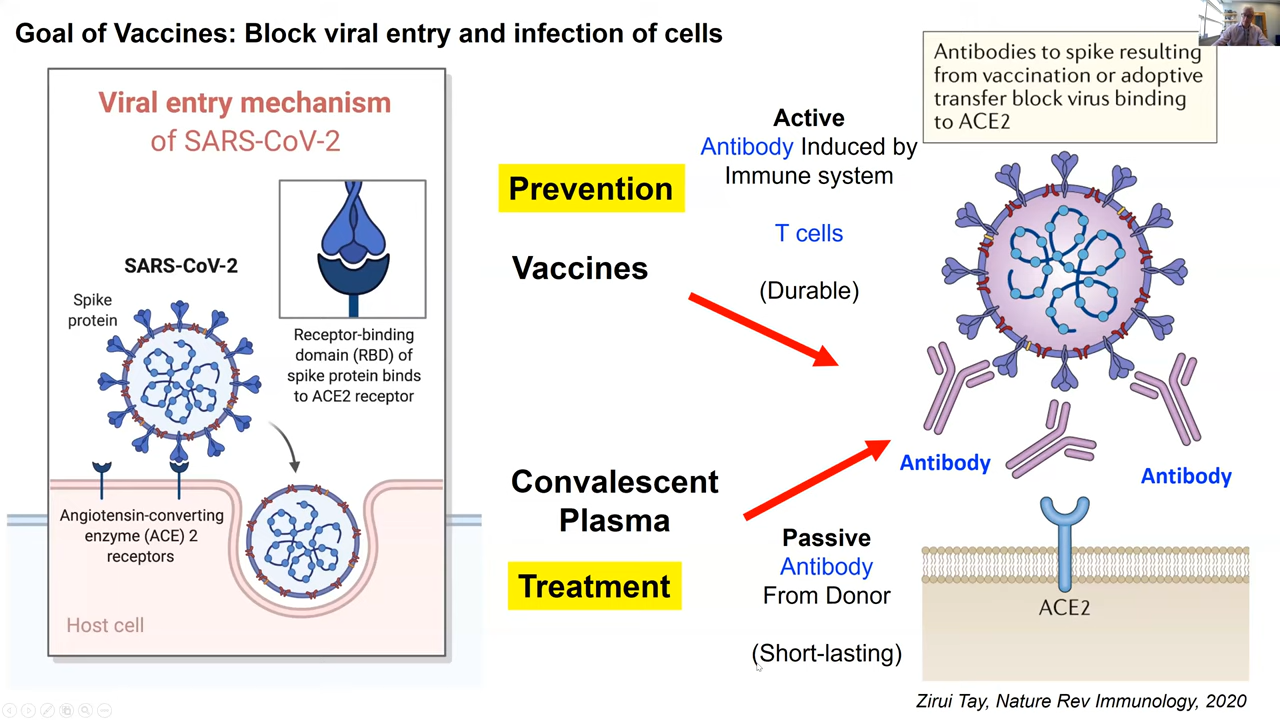 Goal of Vaccines: Block viral entry and infection of cells
Viral entry mechanism
of SARS-CoV-2
SARS-CoV-2
Spike
protein
Receptor-binding
domain (RBD) of
spike protein binds
to ACE2 receptor
Angiotensin-converting
enzyme (ACE) 2
receptors
Host cell
Prevention
Vaccines
Convalescent
Plasma
Treatment
Active
Antibody Induced by
Immune system
T cells
(Durable)
Passive
Antibody
From Donor
(Short-lasting)
Antibodies to spike resulting
from vaccination or adoptive
transfer block virus binding
to ACE2
Antibody
Antibody
ACE2
Zirui Tay, Nature Rev Immunology, 2020